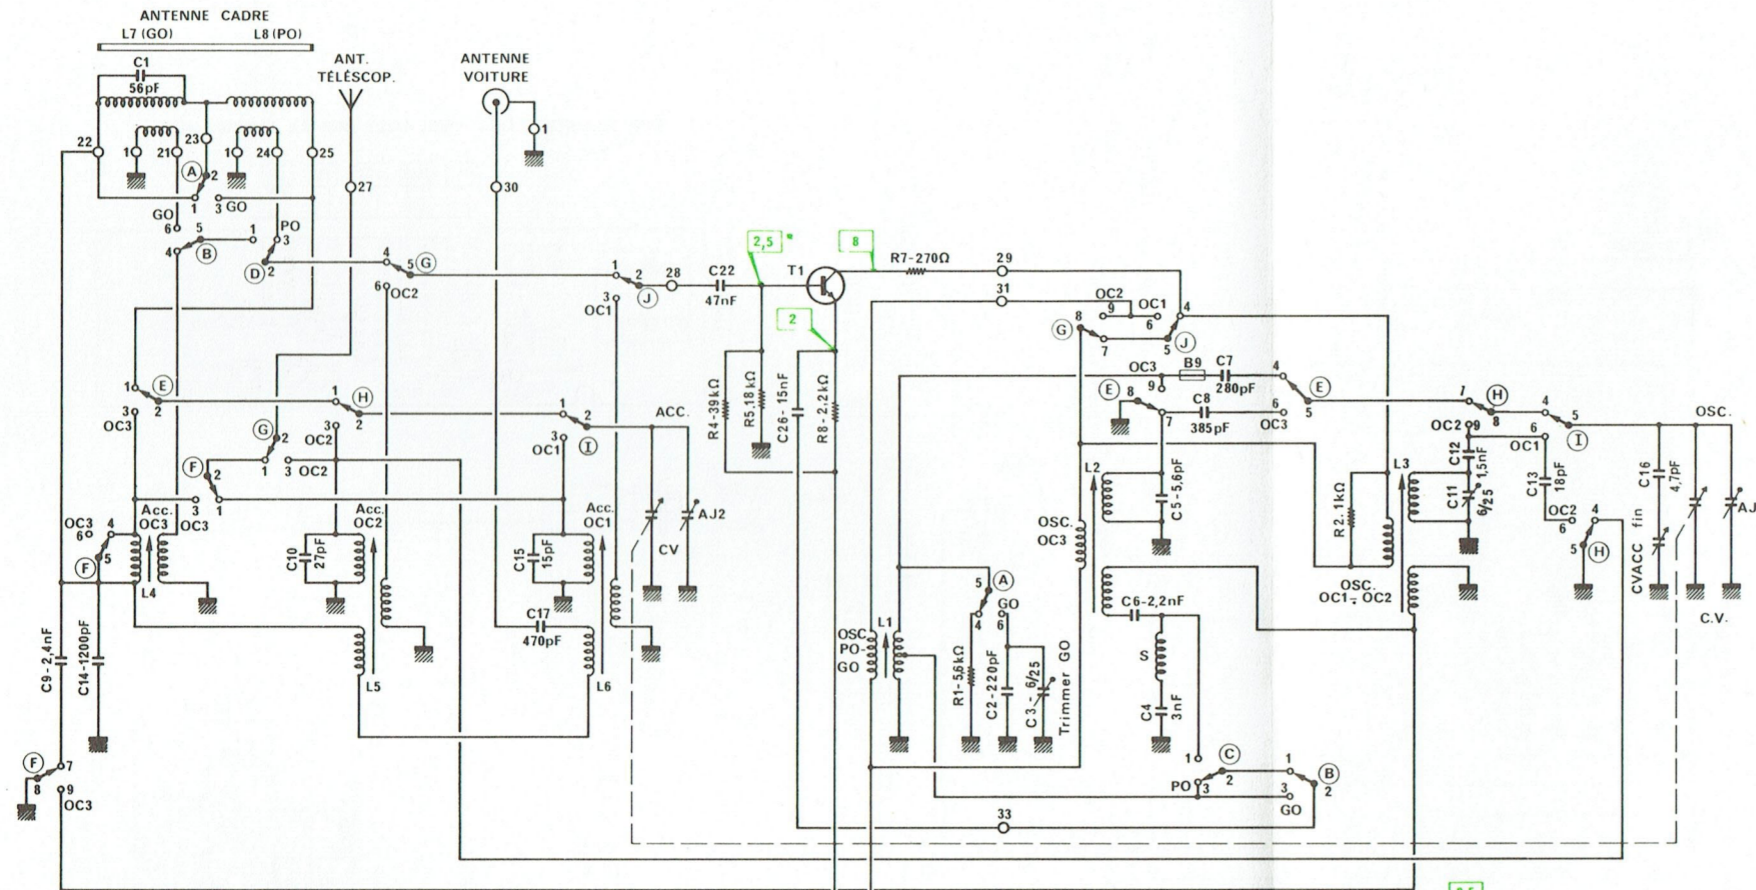 ANTENNE CADRE
L7 (GO) L8 (PO)
C1
56pF
ANT.
TÉLÉSCOP.
ANTENNE
VOITURE
22 1 21 23 1 24 25 1
A 2
27 30
1 3 GO
GO
6 5 1 PO
3
4 B
D 2
4 5 G
6 OC2
1 2 28
3 J
OC1
C22
47nF
2,5 *
T1
8
R7-270Ω
29
31
2
OC2
9 OC1
6 4
G 8
7 5 J
R4-39kΩ
R5,18kΩ
C26-15nF
R8-2,2kΩ
1 E
3 2
OC3
1 H
3 2
OC2
1 2
3 I
OC1
ACC.
OC3
9
B9
C7
280pF
E 8
7
C8
385pF
4 E
6 5
OC3
1 H
8
OC2 9
4 5
6 I
OC1
OSC.
G 2
1 3 OC2
F 2
3 1
OC3
OC3
6 4
5
F
Acc.
OC3
L4
C10
27pF
Acc.
OC2
L5
C15
15pF
Acc.
OC1
L6
C17
470pF
CV
AJ2
L2
OSC.
OC3
C5-5,6pF
R2.1kΩ
L3
C12
1,5nF
C11
6/25
C13
18pF
OC2
6 4
5 H
C16
4,7PF
CVACC fin
AJ
C.V.
OSC.
OC1-OC2
C9-2,4nF
C14-1200pF
OSC.
PO-
GO
L1
5 A
4 GO
6
R1-5,6kΩ
C2-220pF
C3-6/25
Trimmer GO
C6-2,2nF
S
C4
3nF
F 7
8 9
OC3
1 C
PO 3 2
1 B
3 2
GO
33